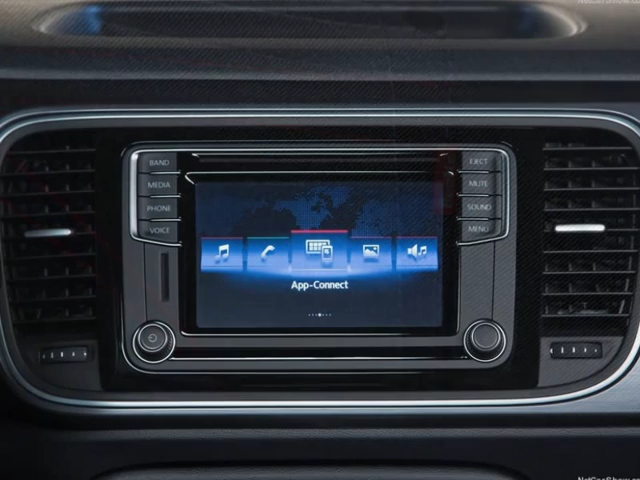 BAND
MEDIA
PHONE
VOICE
EJECT
MUTE
SOUND
MENU
App-Connect